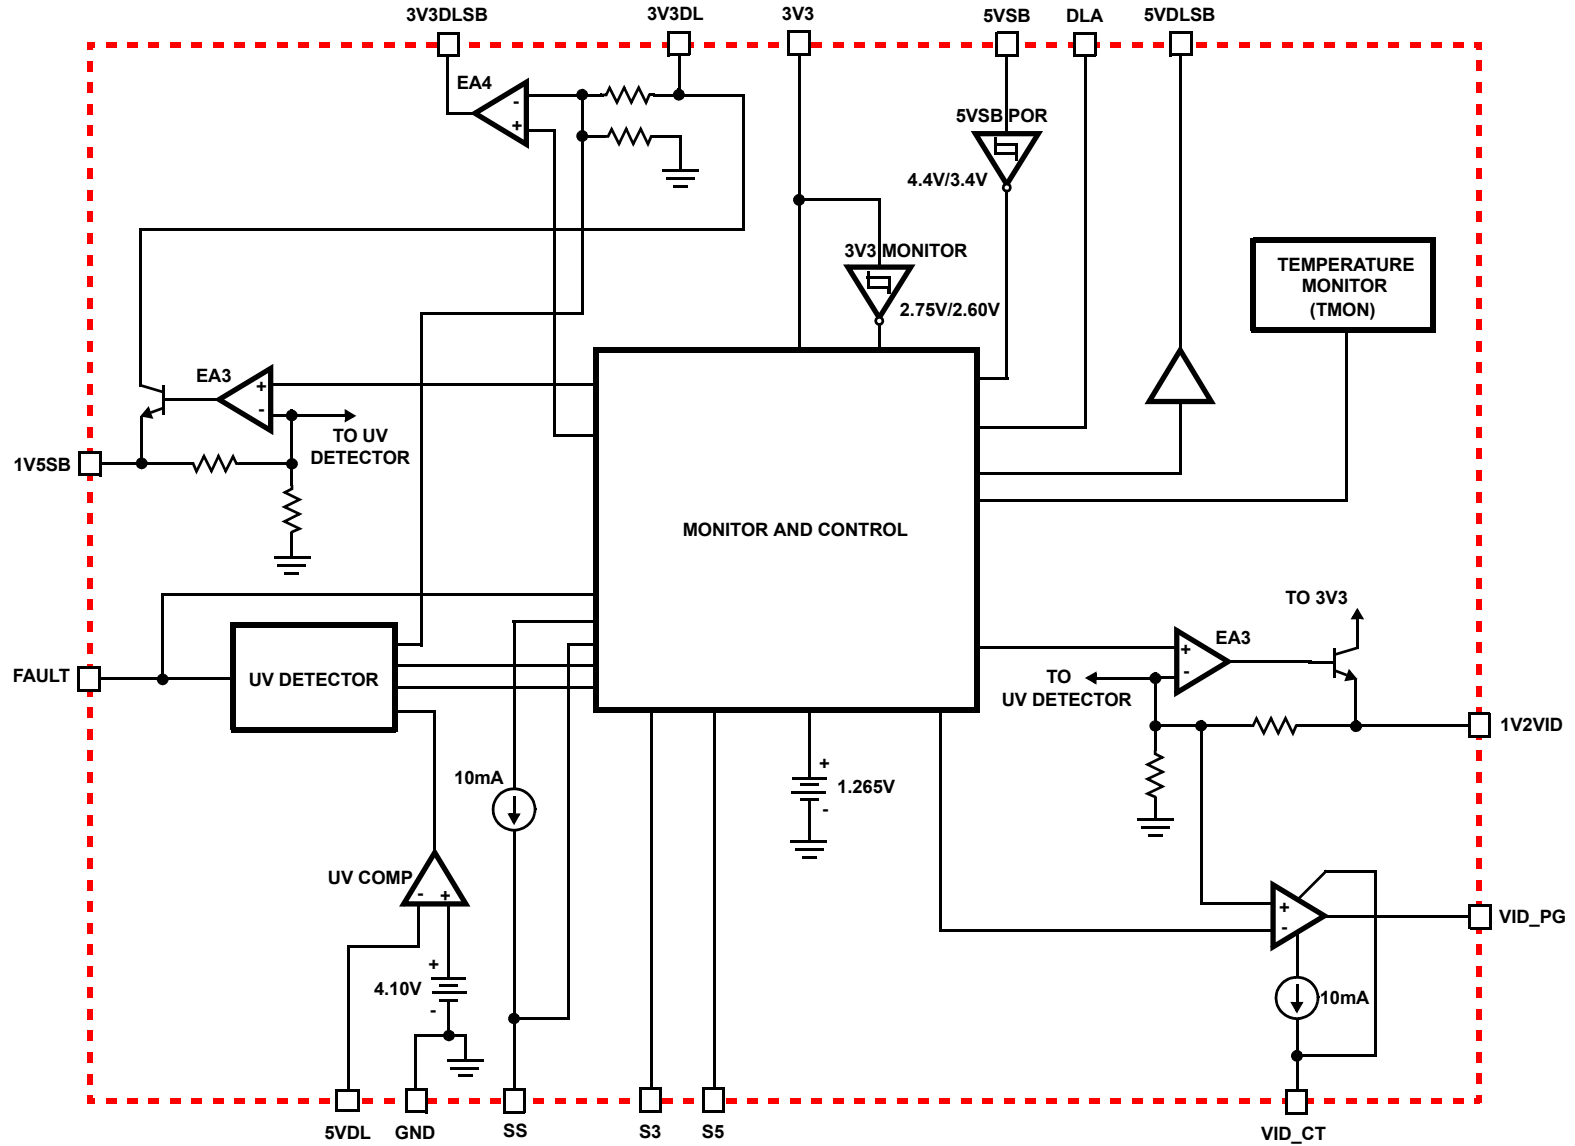 3V3DLSB
3V3DL
3V3
5VSB
DLA
5VDLSB
EA4
-
+
5VSB POR
4.4V/3.4V
3V3 MONITOR
2.75V/2.60V
TEMPERATURE
MONITOR
(TMON)
EA3
+
-
TO UV
DETECTOR
1V5SB
MONITOR AND CONTROL
TO 3V3
EA3
+
-
TO
UV DETECTOR
FAULT
UV DETECTOR
1V2VID
10mA
+
1.265V
-
UV COMP
- +
+
-
VID_PG
+
4.10V
-
10mA
5VDL
GND
SS
S3
S5
VID_CT